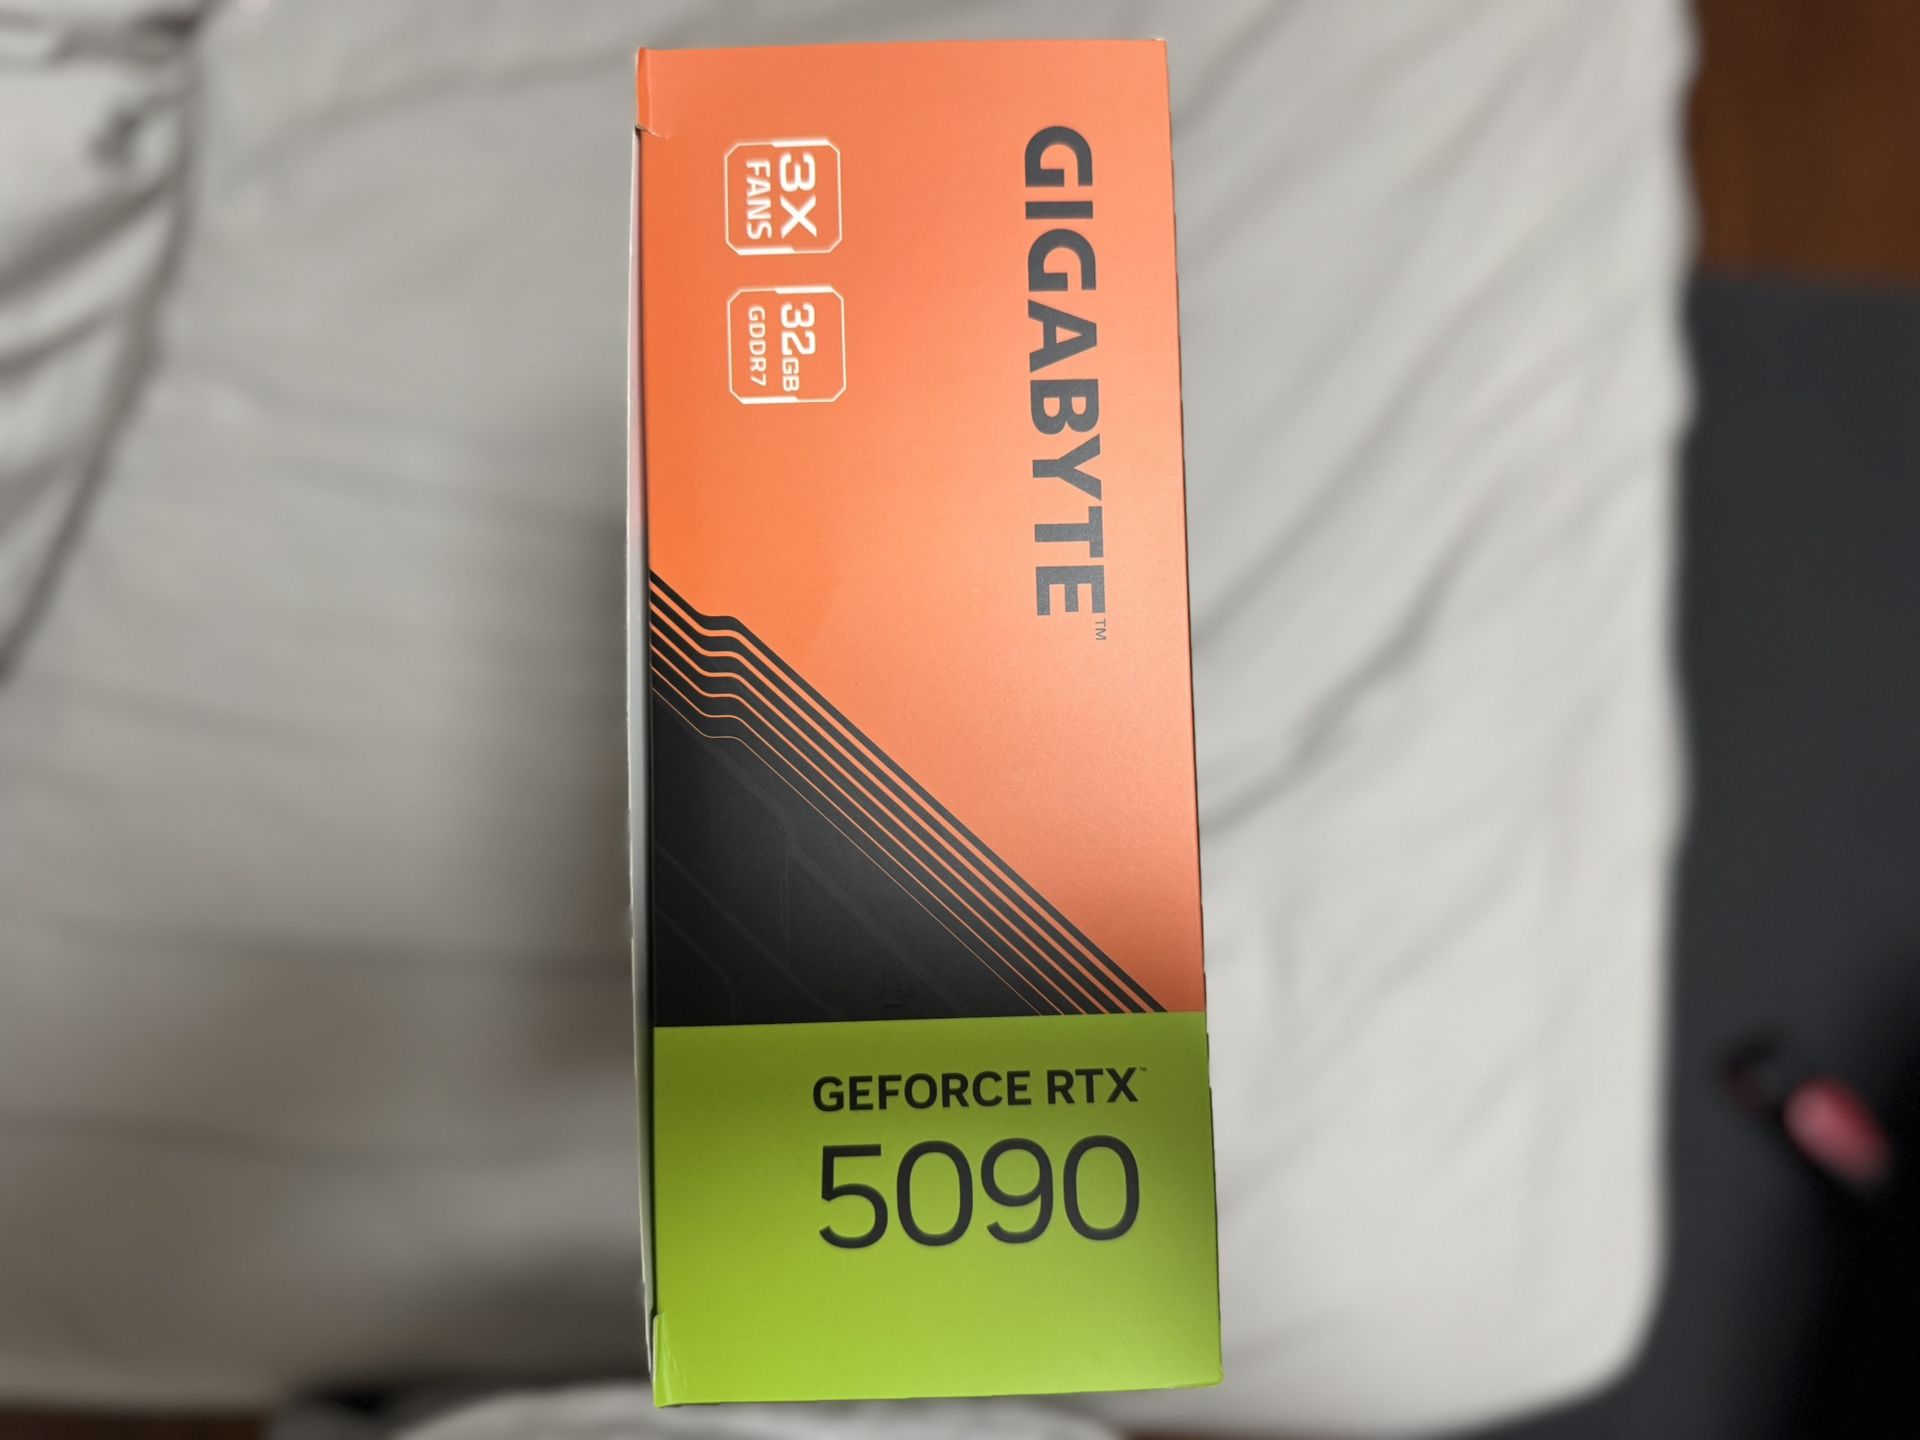 GIGABYTE™
3X
FANS
32GB
GDDR7
GEFORCE RTX™
5090